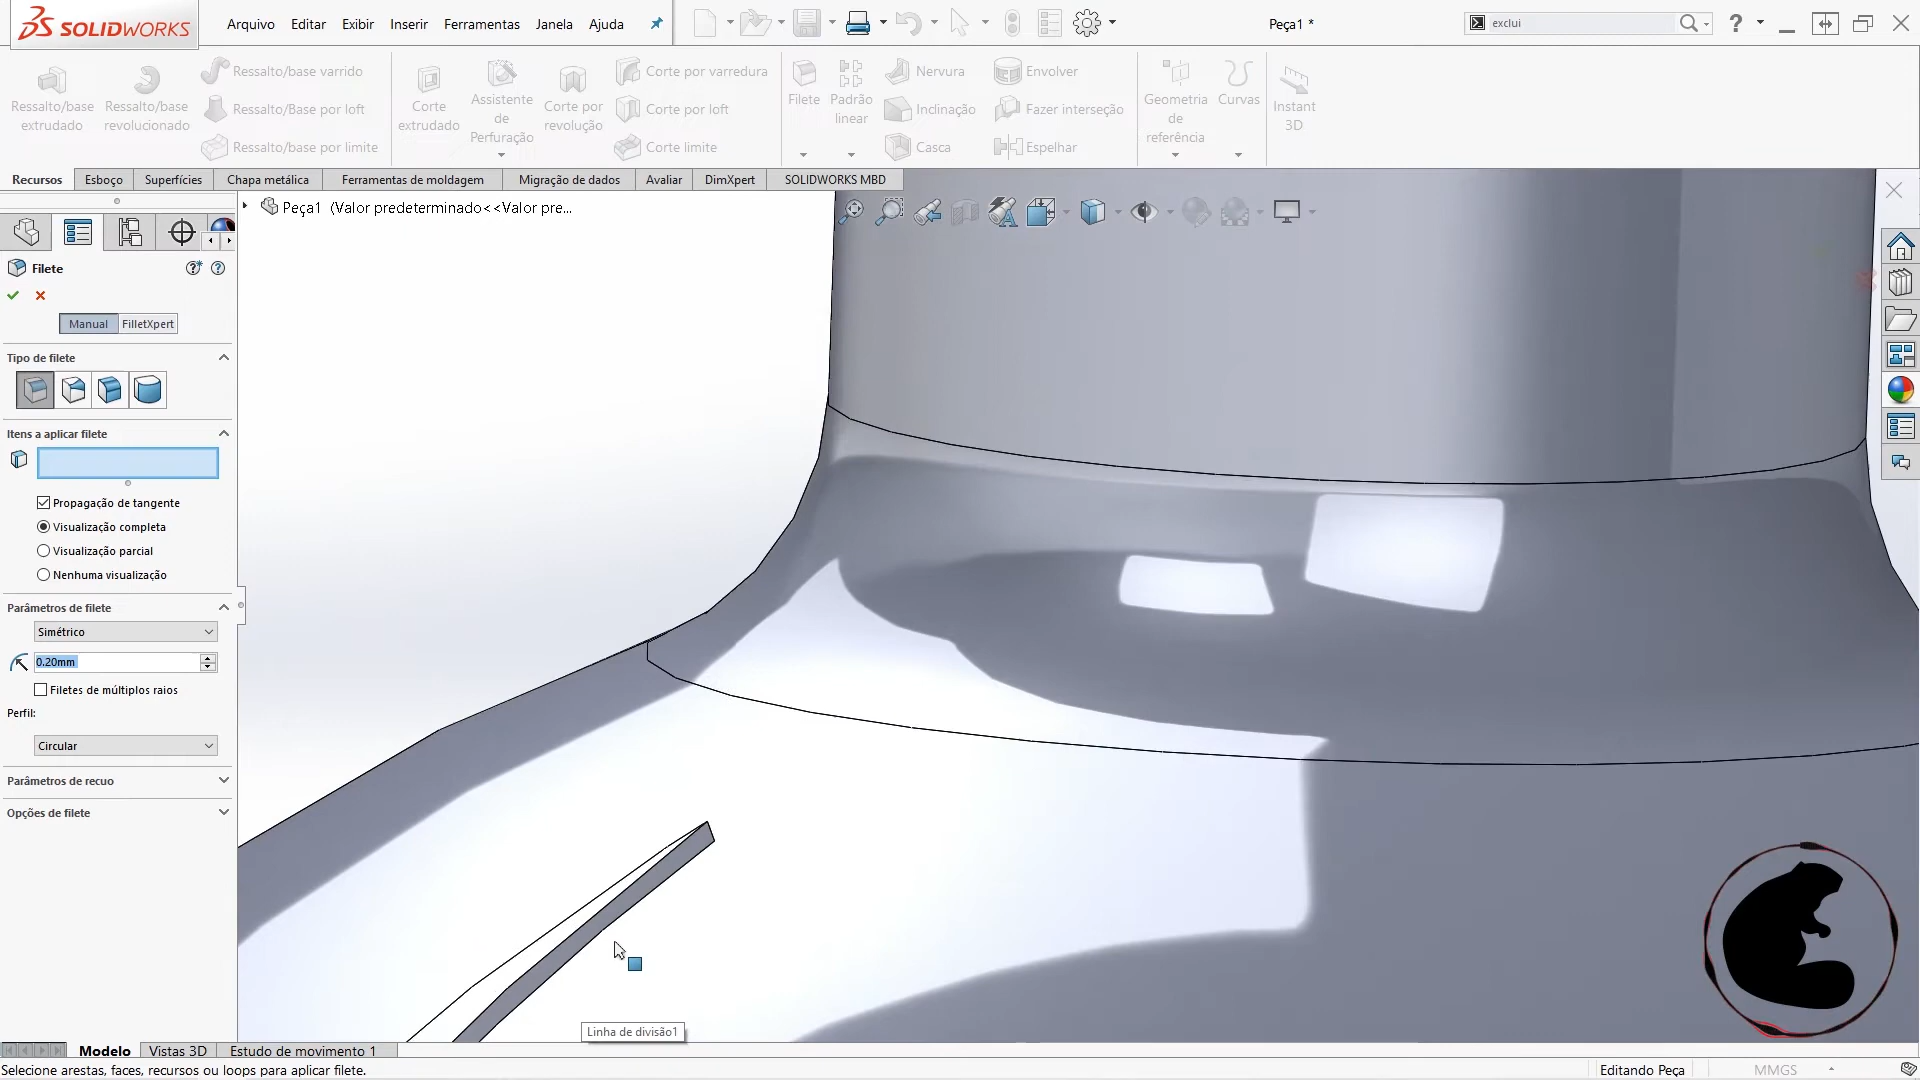 SOLIDWORKS
Arquivo Editar Exibir Inserir Ferramentas Janela Ajuda
Peça1 *
exclui
?
Ressalto/base extrudado
Ressalto/base revolucionado
Ressalto/base varrido
Ressalto/Base por loft
Ressalto/base por limite
Corte extrudado
Assistente de Perfuração
Corte por revolução
Corte por varredura
Corte por loft
Corte limite
Filete
Padrão linear
Nervura
Inclinação
Casca
Envolver
Fazer interseção
Espelhar
Geometria de referência
Curvas
Instant 3D
Recursos Esboço Superfícies Chapa metálica Ferramentas de moldagem Migração de dados Avaliar DimXpert SOLIDWORKS MBD
Peça1 (Valor predeterminado<<Valor pre...
Filete
Manual FilletXpert
Tipo de filete
Itens a aplicar filete
Propagação de tangente
Visualização completa
Visualização parcial
Nenhuma visualização
Parâmetros de filete
Simétrico
0.20mm
Filetes de múltiplos raios
Perfil:
Circular
Parâmetros de recuo
Opções de filete
Linha de divisão1
Modelo Vistas 3D Estudo de movimento 1
Selecione arestas, faces, recursos ou loops para aplicar filete.
Editando Peça
MMGS